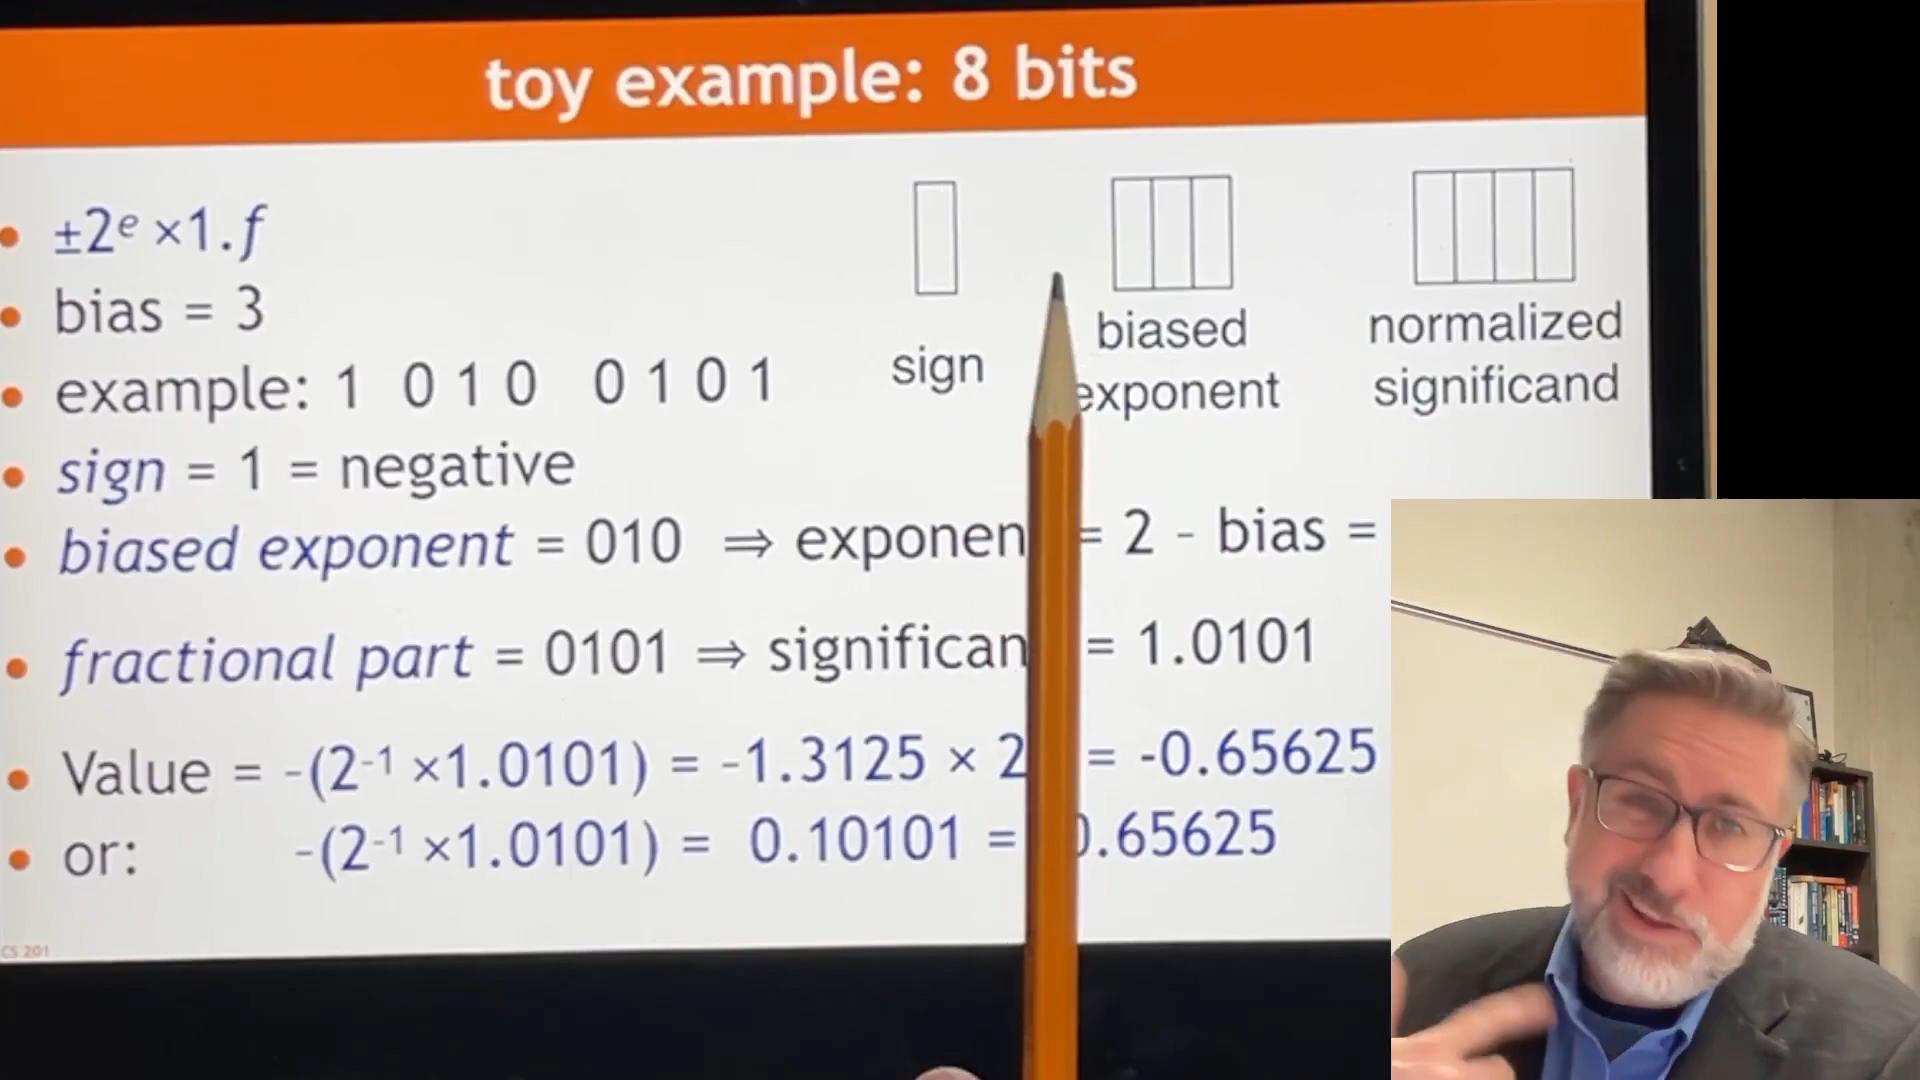 toy example: 8 bits
• ±2ᵉ ×1.f
• bias = 3
• example: 1 0 1 0 0 1 0 1
sign
biased exponent
normalized significand
• sign = 1 = negative
• biased exponent = 010 ⇒ exponen = 2 - bias =
• fractional part = 0101 ⇒ significan = 1.0101
• Value = -(2⁻¹ ×1.0101) = -1.3125 × 2 = -0.65625
• or: -(2⁻¹ ×1.0101) = 0.10101 = 0.65625
CS 201